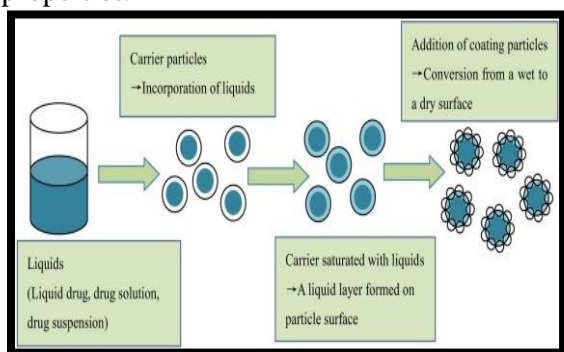 properties.
Carrier particles
→Incorporation of liquids
Addition of coating particles
→Conversion from a wet to
a dry surface
Liquids
(Liquid drug, drug solution,
drug suspension)
Carrier saturated with liquids
→A liquid layer formed on
particle surface